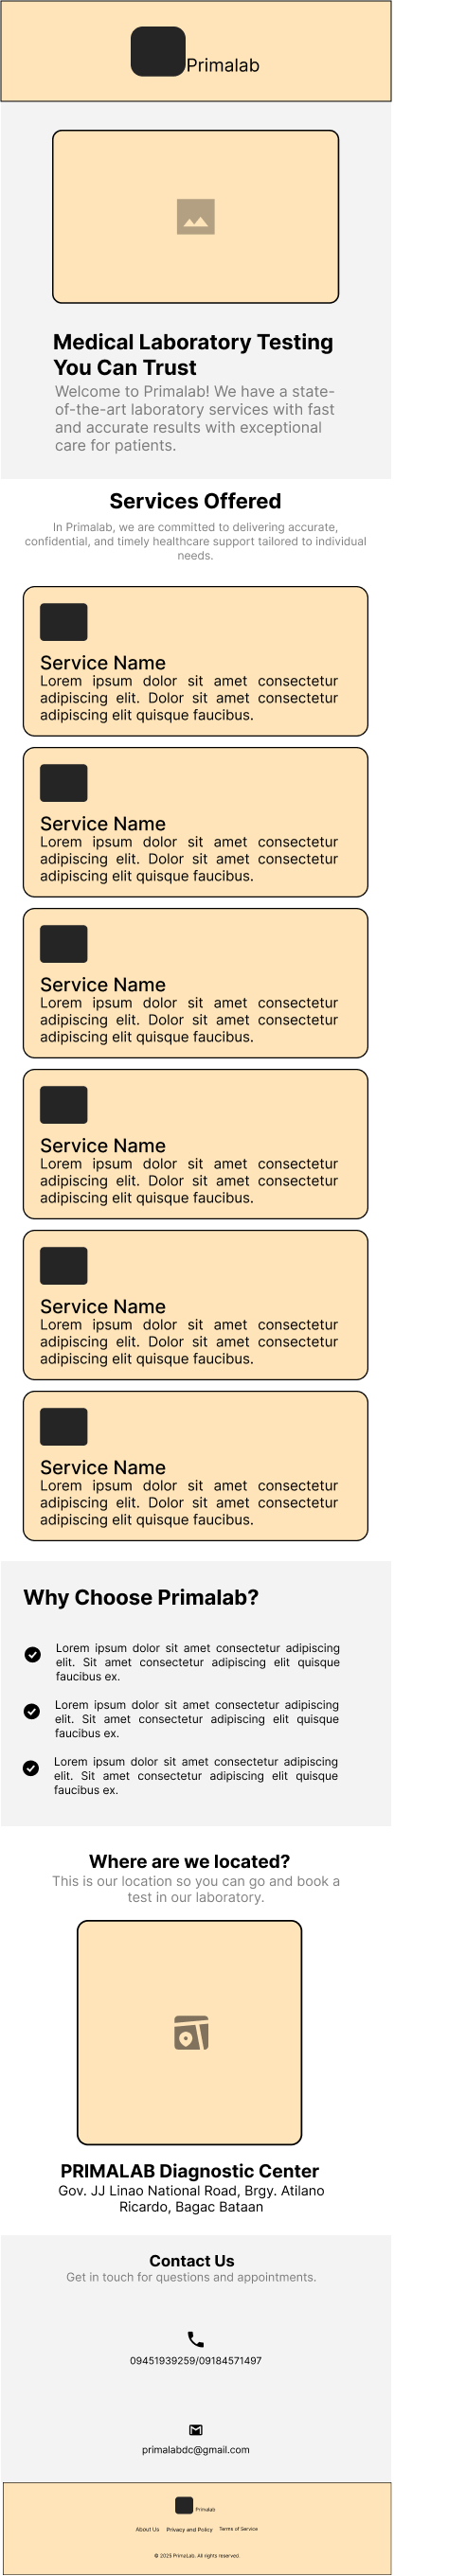 Primalab
Medical Laboratory Testing
You Can Trust
Welcome to Primalab! We have a state-
of-the-art laboratory services with fast
and accurate results with exceptional
care for patients.
Services Offered
In Primalab, we are committed to delivering accurate,
confidential, and timely healthcare support tailored to individual
needs.
Service Name
Lorem ipsum dolor sit amet consectetur
adipiscing elit. Dolor sit amet consectetur
adipiscing elit quisque faucibus.
Service Name
Lorem ipsum dolor sit amet consectetur
adipiscing elit. Dolor sit amet consectetur
adipiscing elit quisque faucibus.
Service Name
Lorem ipsum dolor sit amet consectetur
adipiscing elit. Dolor sit amet consectetur
adipiscing elit quisque faucibus.
Service Name
Lorem ipsum dolor sit amet consectetur
adipiscing elit. Dolor sit amet consectetur
adipiscing elit quisque faucibus.
Service Name
Lorem ipsum dolor sit amet consectetur
adipiscing elit. Dolor sit amet consectetur
adipiscing elit quisque faucibus.
Service Name
Lorem ipsum dolor sit amet consectetur
adipiscing elit. Dolor sit amet consectetur
adipiscing elit quisque faucibus.
Why Choose Primalab?
Lorem ipsum dolor sit amet consectetur adipiscing
elit. Sit amet consectetur adipiscing elit quisque
faucibus ex.
Lorem ipsum dolor sit amet consectetur adipiscing
elit. Sit amet consectetur adipiscing elit quisque
faucibus ex.
Lorem ipsum dolor sit amet consectetur adipiscing
elit. Sit amet consectetur adipiscing elit quisque
faucibus ex.
Where are we located?
This is our location so you can go and book a
test in our laboratory.
PRIMALAB Diagnostic Center
Gov. JJ Linao National Road, Brgy. Atilano
Ricardo, Bagac Bataan
Contact Us
Get in touch for questions and appointments.
09451939259/09184571497
primalabdc@gmail.com
Primalab
About Us Privacy and Policy Terms of Service
© 2025 PrimaLab. All rights reserved.